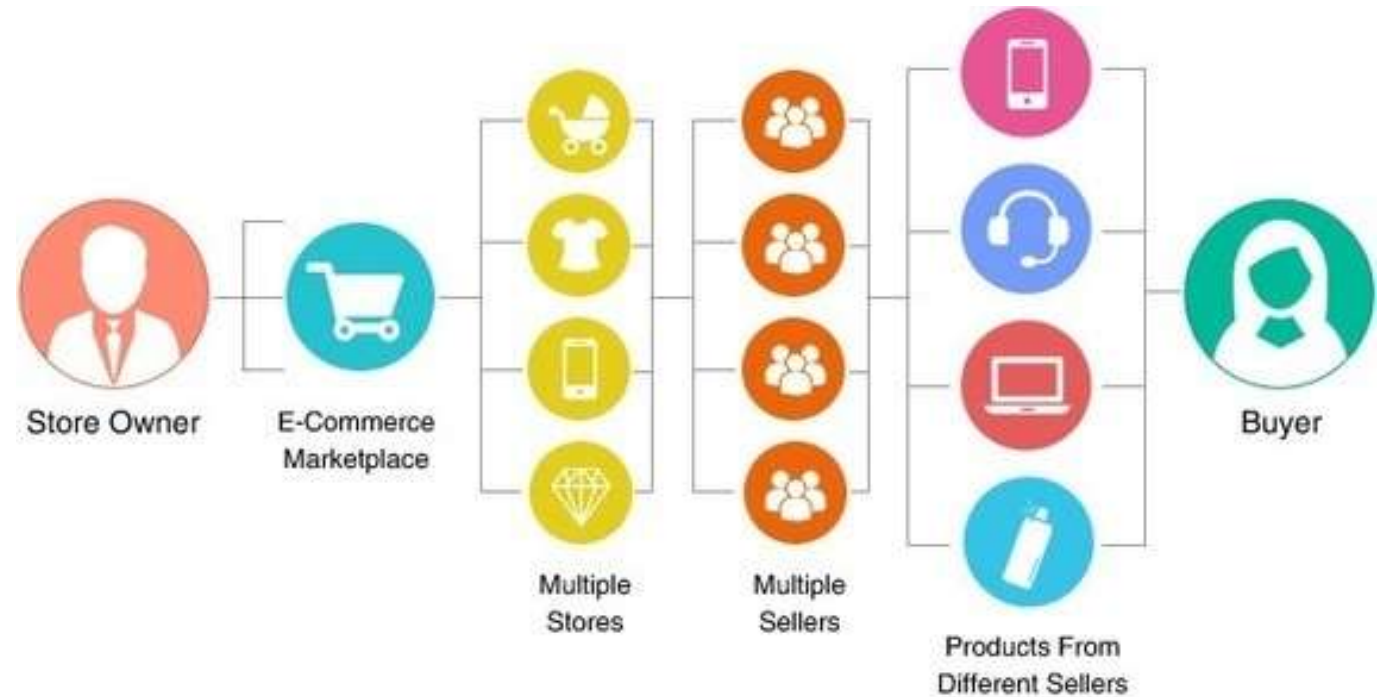 Store Owner
E-Commerce
Marketplace
Multiple
Stores
Multiple
Sellers
Products From
Different Sellers
Buyer